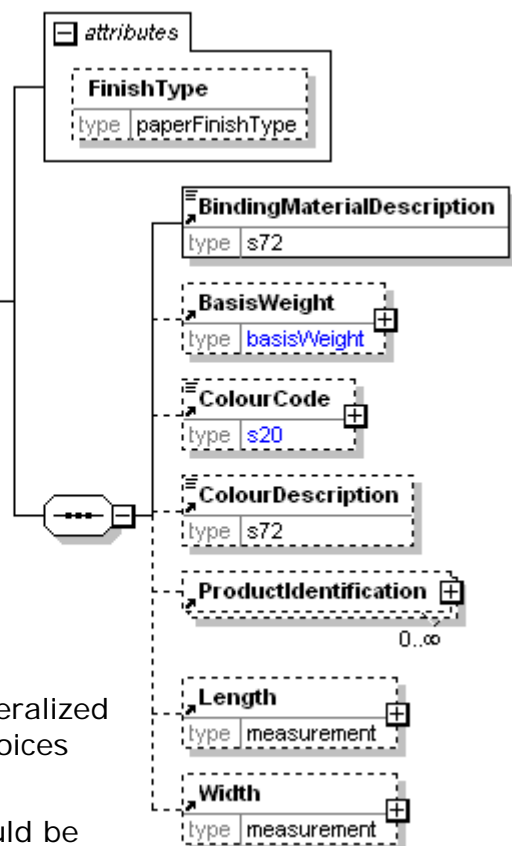 attributes
FinishType
type paperFinishType
BindingMaterialDescription
type s72
BasisWeight
type basisWeight
ColourCode
type s20
ColourDescription
type s72
ProductIdentification
0..∞
Length
type measurement
Width
type measurement
eralized
oices
uld be